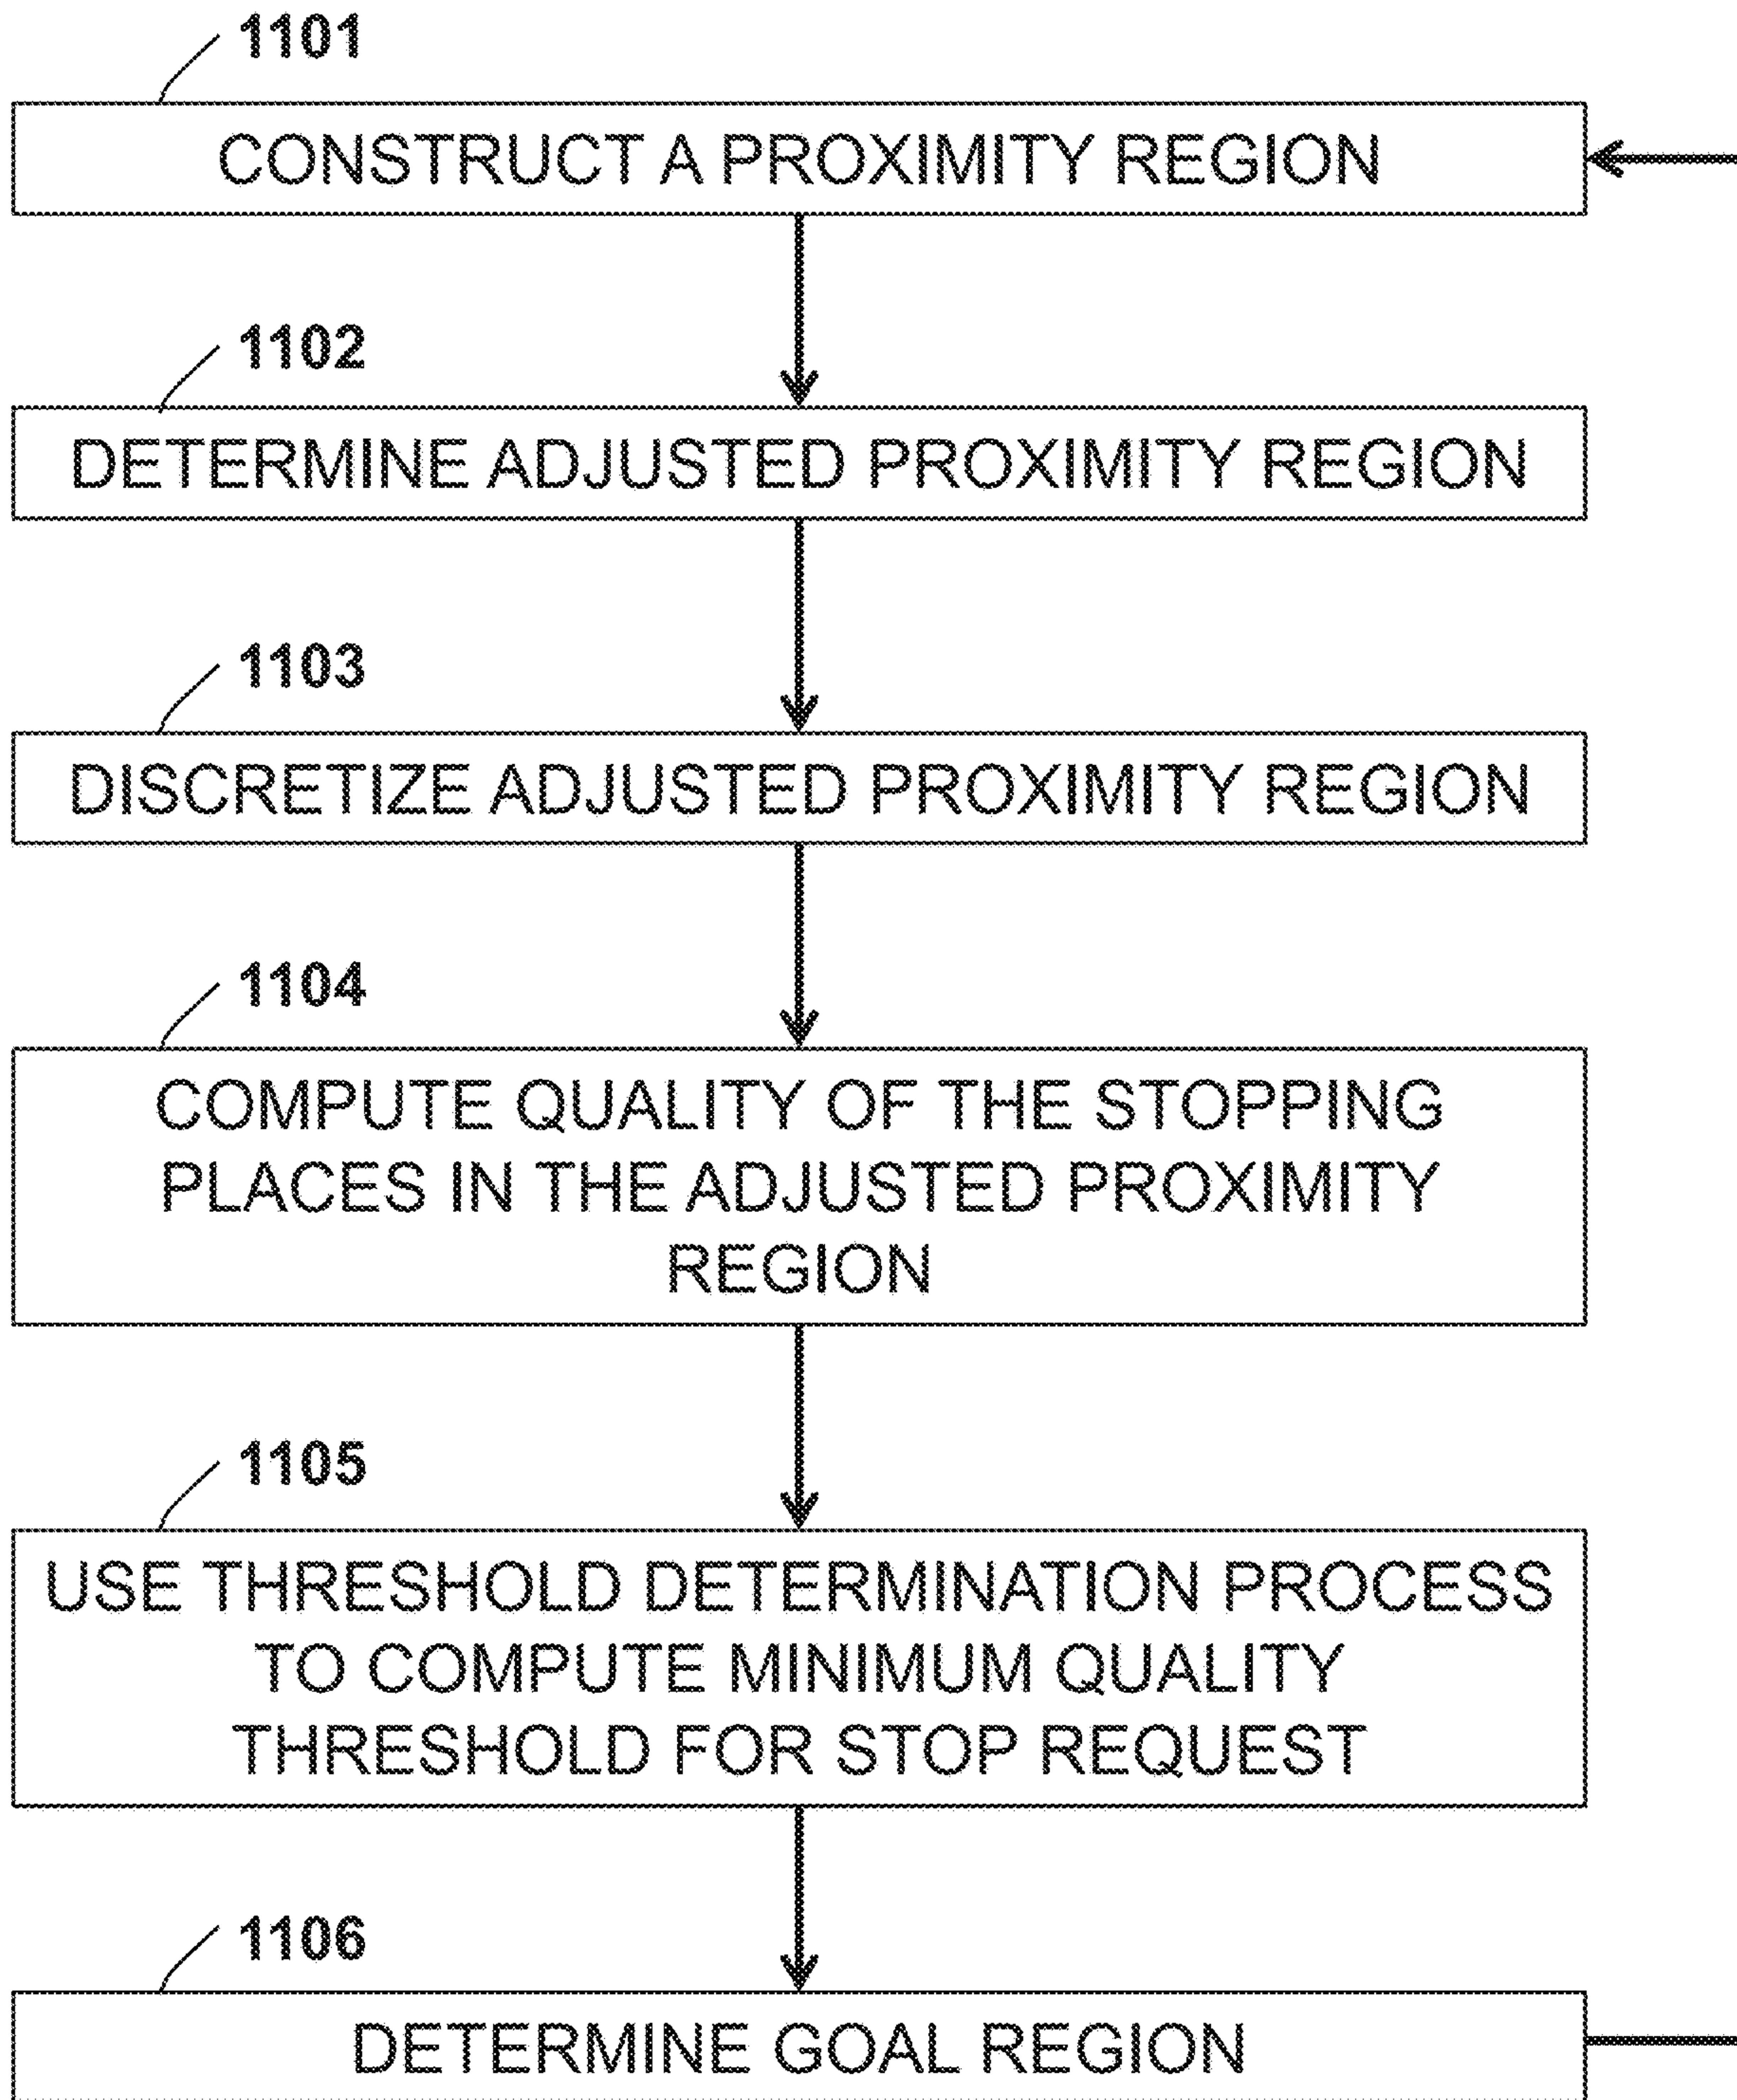 1101
CONSTRUCT A PROXIMITY REGION
1102
DETERMINE ADJUSTED PROXIMITY REGION
1103
DISCRETIZE ADJUSTED PROXIMITY REGION
1104
COMPUTE QUALITY OF THE STOPPING
PLACES IN THE ADJUSTED PROXIMITY
REGION
1105
USE THRESHOLD DETERMINATION PROCESS
TO COMPUTE MINIMUM QUALITY
THRESHOLD FOR STOP REQUEST
1106
DETERMINE GOAL REGION